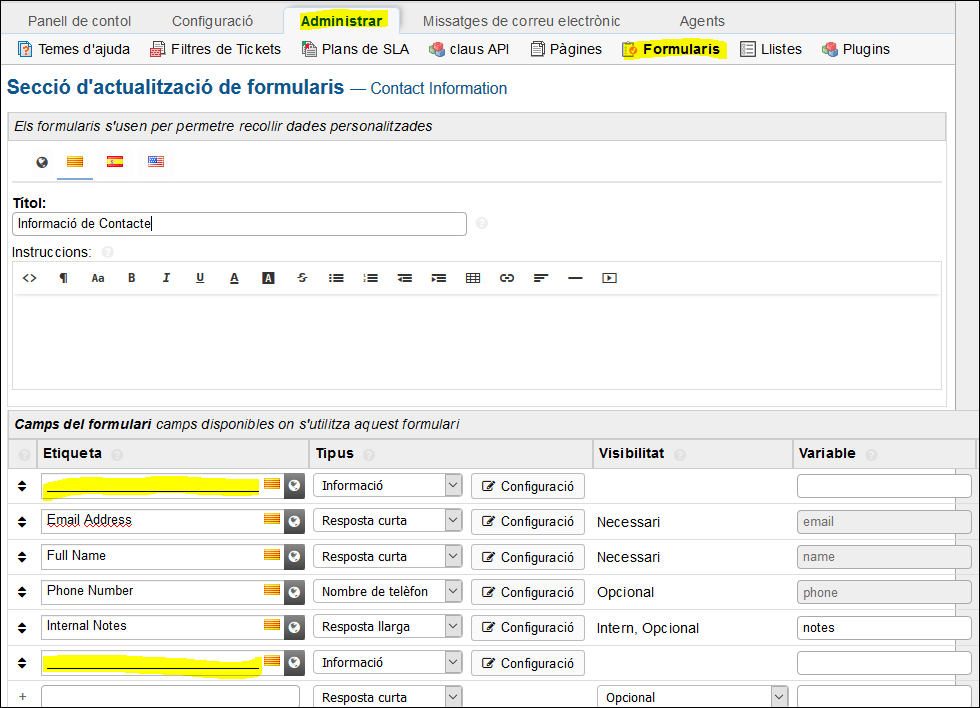 Panell de contol Configuració Administrar Missatges de correu electrònic Agents
Temes d'ajuda Filtres de Tickets Plans de SLA claus API Pàgines Formularis Llistes Plugins
Secció d'actualització de formularis — Contact Information
Els formularis s'usen per permetre recollir dades personalitzades
Títol:
Informació de Contacte
Instruccions:
Camps del formulari camps disponibles on s'utilitza aquest formulari
Etiqueta Tipus Visibilitat Variable
Informació Configuració
Email Address Resposta curta Configuració Necessari email
Full Name Resposta curta Configuració Necessari name
Phone Number Nombre de telèfon Configuració Opcional phone
Internal Notes Resposta llarga Configuració Intern, Opcional notes
Informació Configuració
+ Resposta curta Opcional